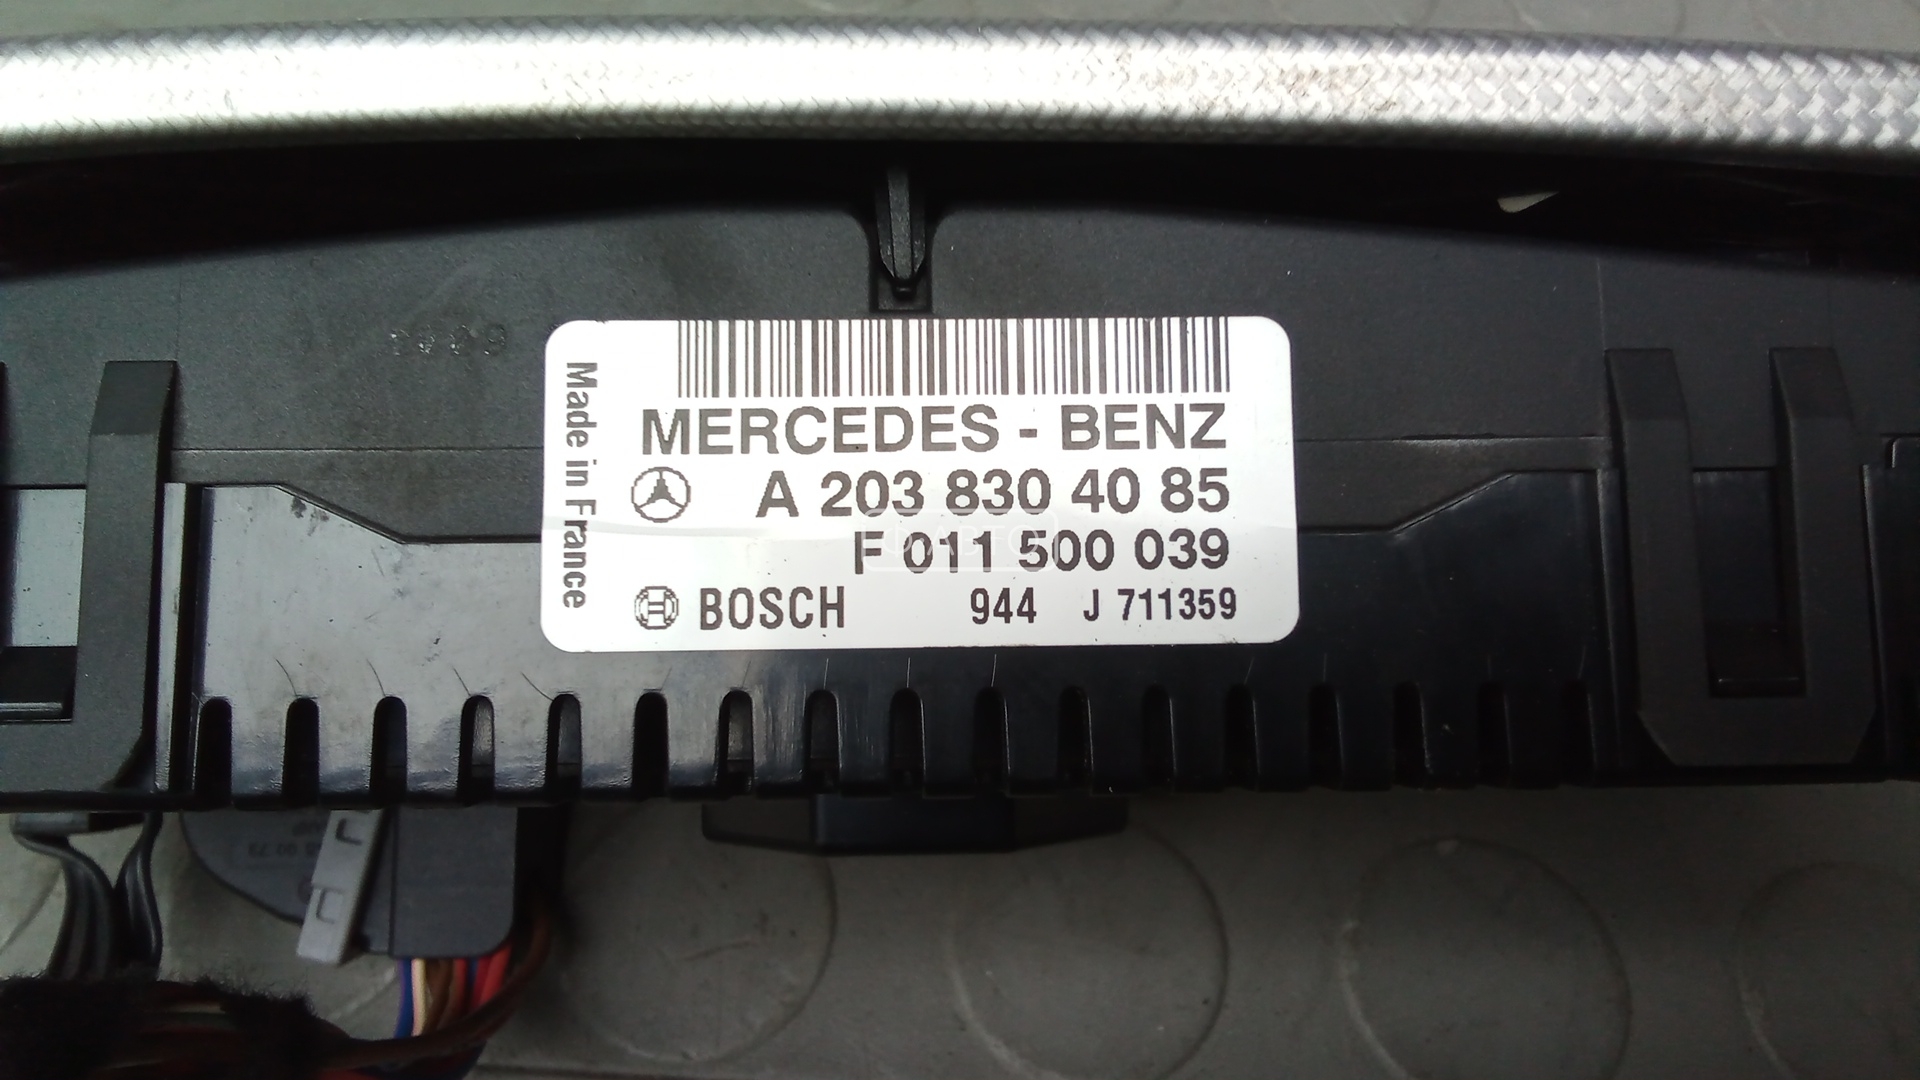 Made in France
MERCEDES - BENZ
A 203 830 40 85
F 011 500 039
BOSCH 944 J 711359